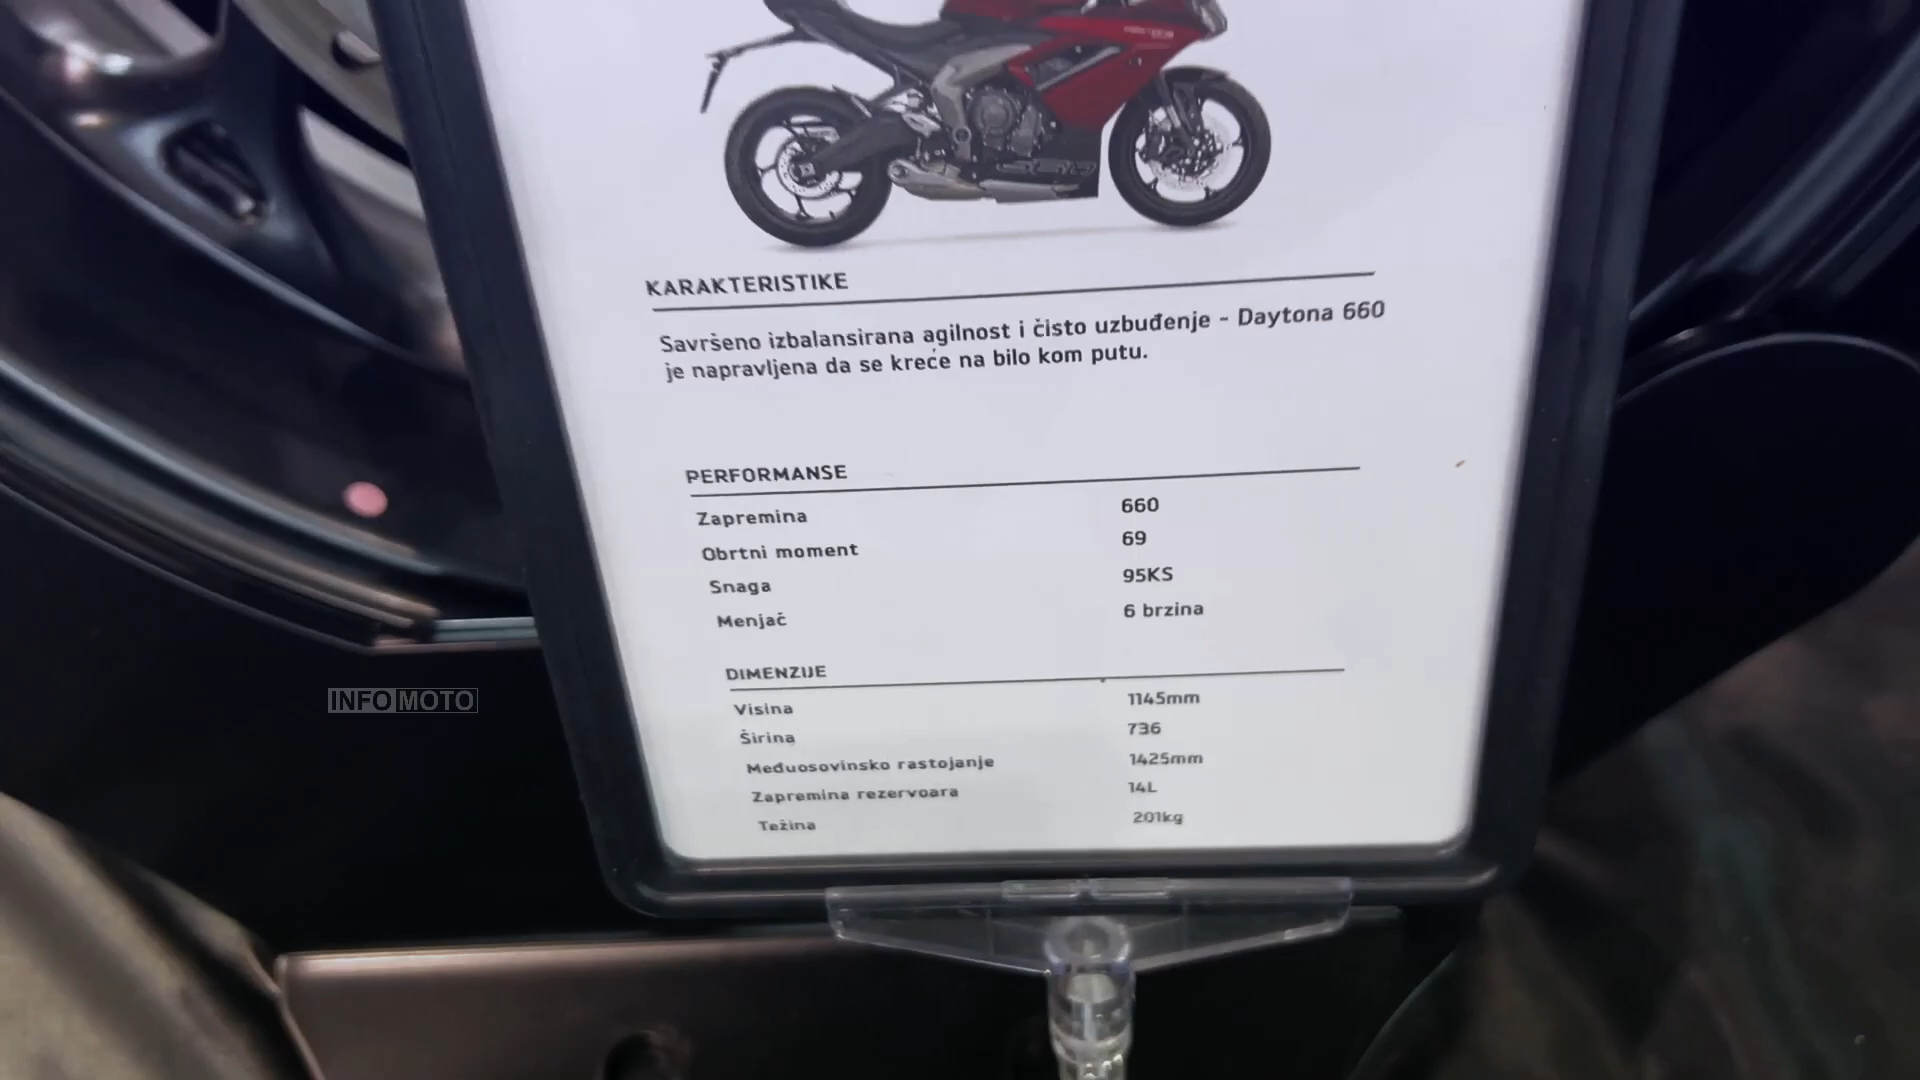 KARAKTERISTIKE
Savršeno izbalansirana agilnost i čisto uzbuđenje - Daytona 660
je napravljena da se kreće na bilo kom putu.
PERFORMANSE
Zapremina 660
Obrtni moment 69
Snaga 95KS
Menjač 6 brzina
DIMENZIJE
Visina 1145mm
Širina 736
Međuosovinsko rastojanje 1425mm
Zapremina rezervoara 14L
Težina 201kg
INFO MOTO